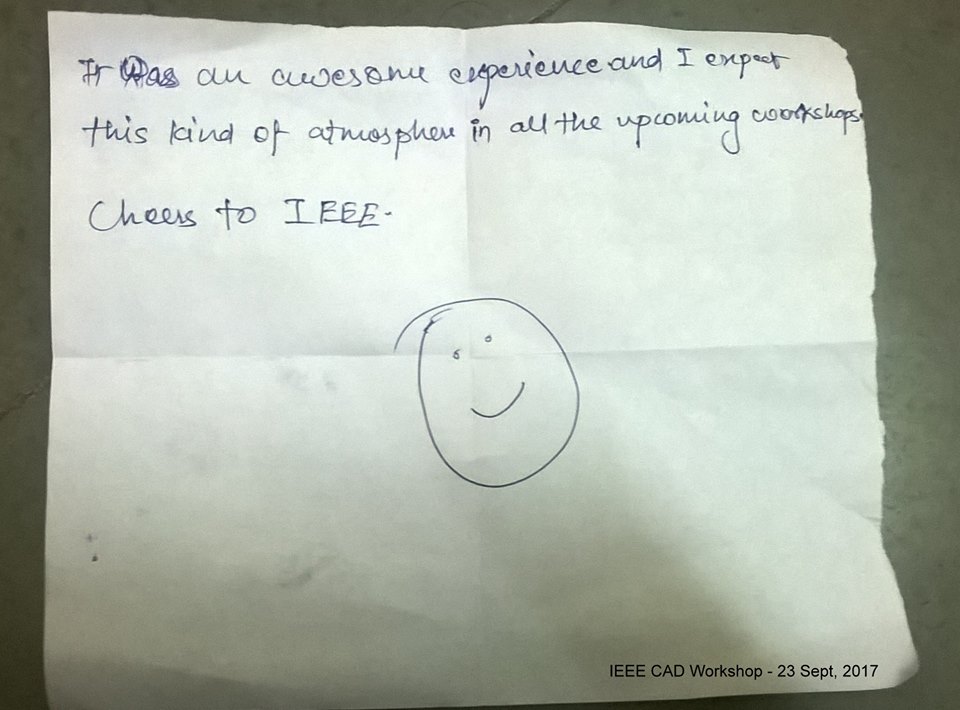 It was an awesome experience and I expect
this kind of atmosphere in all the upcoming workshops.
Cheers to IEEE.
IEEE CAD Workshop - 23 Sept, 2017